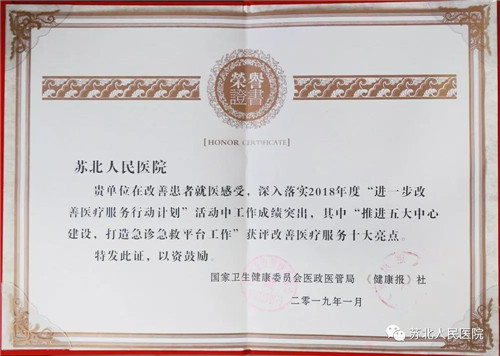 榮譽
證書
[HONOR CERTIFICATE]
苏北人民医院
贵单位在改善患者就医感受，深入落实2018年度“进一步改
善医疗服务行动计划”活动中工作成绩突出，其中“推进五大中心
建设，打造急诊急救平台工作”获评改善医疗服务十大亮点。
特发此证，以资鼓励。
国家卫生健康委员会医政医管局 《健康报》社
二零一九年一月
苏北人民医院